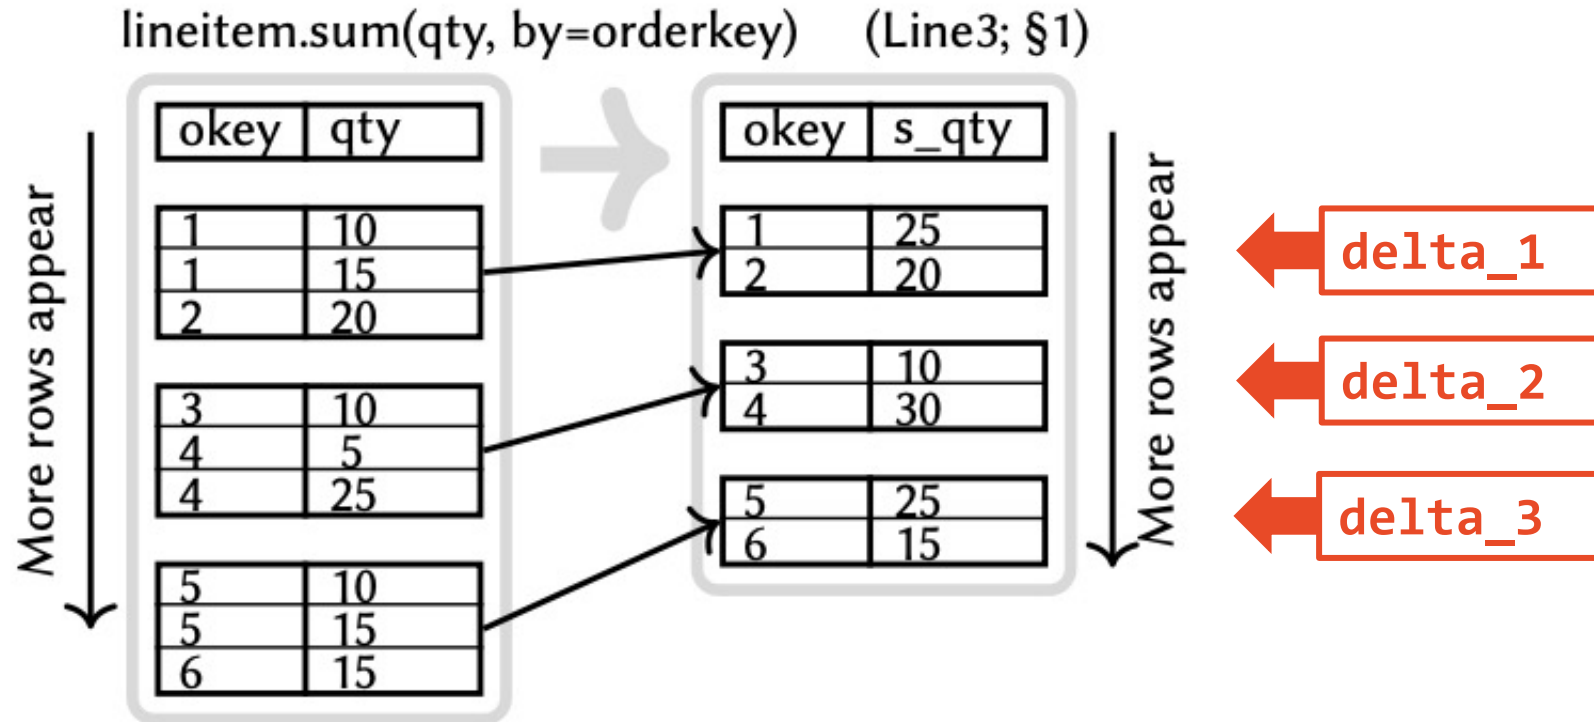 lineitem.sum(qty, by=orderkey) (Line3; §1)
More rows appear
okey qty
1 10
1 15
2 20
3 10
4 5
4 25
5 10
5 15
6 15
okey s_qty
1 25
2 20
3 10
4 30
5 25
6 15
More rows appear
delta_1
delta_2
delta_3